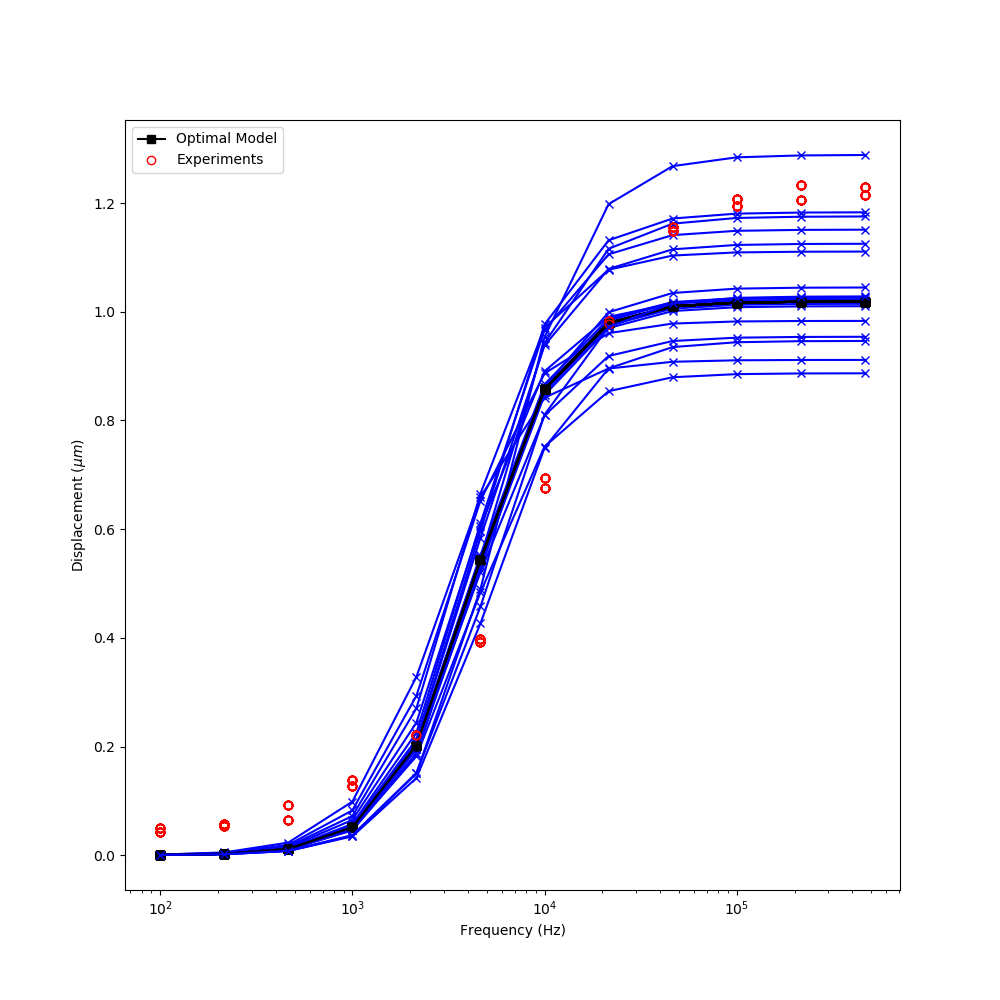 Optimal Model
Experiments
1.2
1.0
0.8
0.6
0.4
0.2
0.0
Displacement (μm)
10²
10³
10⁴
10⁵
Frequency (Hz)